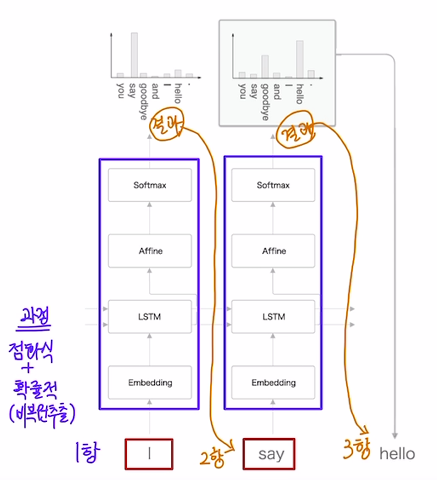 you
say
goodbye
and
I
hello
.
you
say
goodbye
and
I
hello
.
결과
결과
Softmax
Softmax
Affine
Affine
과정
점화식
+
확률적
(비복원추출)
LSTM
LSTM
Embedding
Embedding
1항
I
2항
say
3항
hello